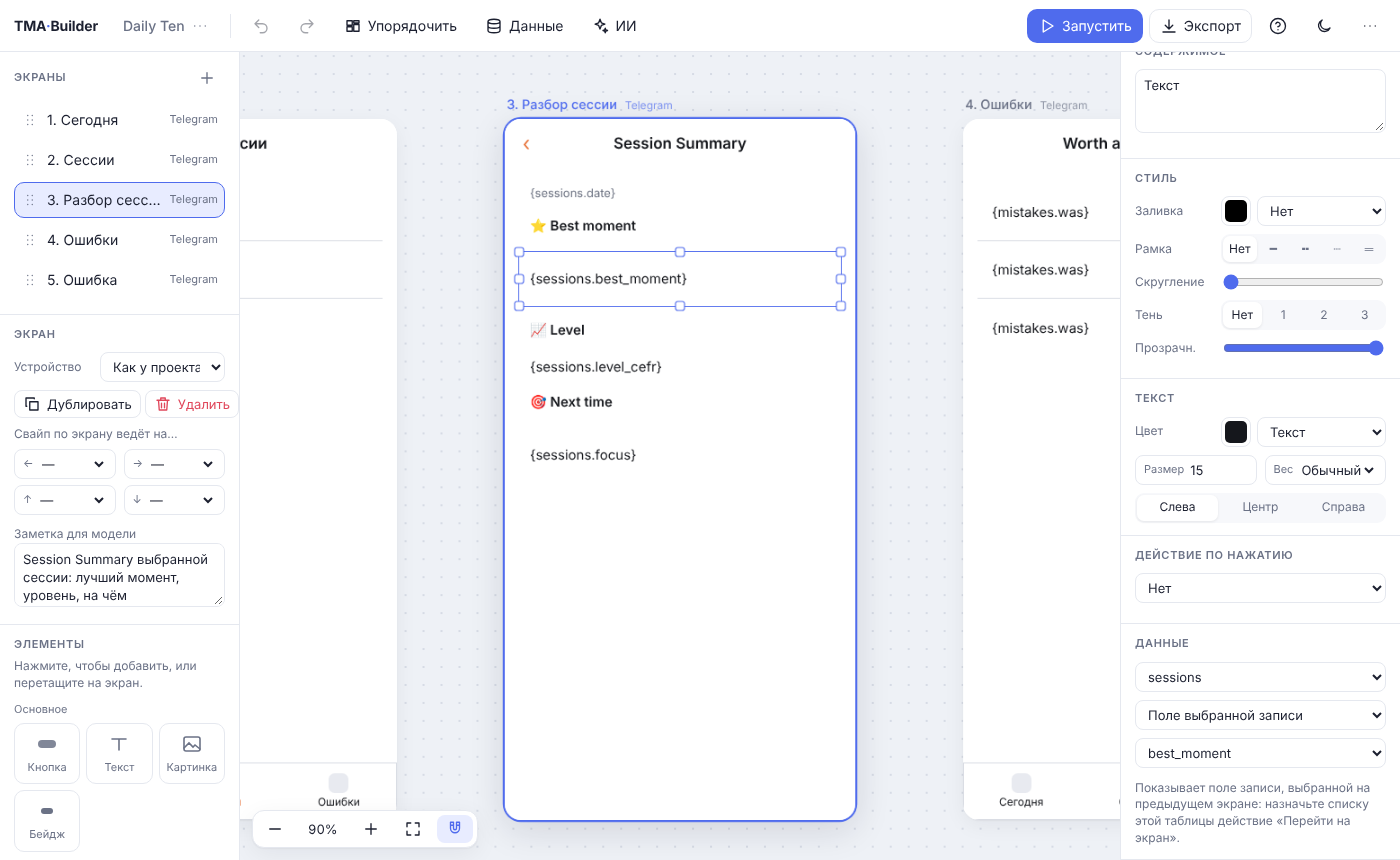 TMA·Builder
Daily Ten
Упорядочить
Данные
ИИ
Запустить
Экспорт
ЭКРАНЫ
1. Сегодня Telegram
2. Сессии Telegram
3. Разбор сесс... Telegram
4. Ошибки Telegram
5. Ошибка Telegram
ЭКРАН
Устройство Как у проекта
Дублировать Удалить
Свайп по экрану ведёт на...
← — → —
↑ — ↓ —
Заметка для модели
Session Summary выбранной
сессии: лучший момент,
уровень, на чём
ЭЛЕМЕНТЫ
Нажмите, чтобы добавить, или
перетащите на экран.
Основное
Кнопка Текст Картинка
Бейдж
Ошибки
90%
3. Разбор сессии Telegram
Session Summary
{sessions.date}
⭐ Best moment
{sessions.best_moment}
📈 Level
{sessions.level_cefr}
🎯 Next time
{sessions.focus}
4. Ошибки Telegram
Worth
{mistakes.was}
{mistakes.was}
{mistakes.was}
Сегодня
СОДЕРЖИМОЕ
Текст
СТИЛЬ
Заливка Нет
Рамка Нет
Скругление
Тень Нет 1 2 3
Прозрачн.
ТЕКСТ
Цвет Текст
Размер 15 Вес Обычный
Слева Центр Справа
ДЕЙСТВИЕ ПО НАЖАТИЮ
Нет
ДАННЫЕ
sessions
Поле выбранной записи
best_moment
Показывает поле записи, выбранной на
предыдущем экране: назначьте списку
этой таблицы действие «Перейти на
экран».